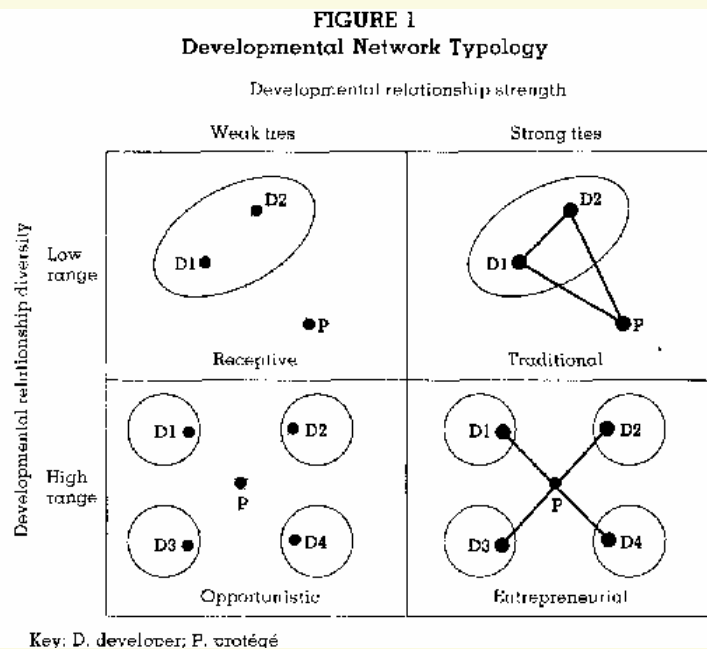 FIGURE 1
Developmental Network Typology
Developmental relationship strength
Weak ties
Strong ties
Developmental relationship diversity
Low
range
D2
D1
P
Receptive
D2
D1
P
Traditional
High
range
D1
D2
P
D3
D4
Opportunistic
D1
D2
P
D3
D4
Entrepreneurial
Key: D, developer; P, protégé